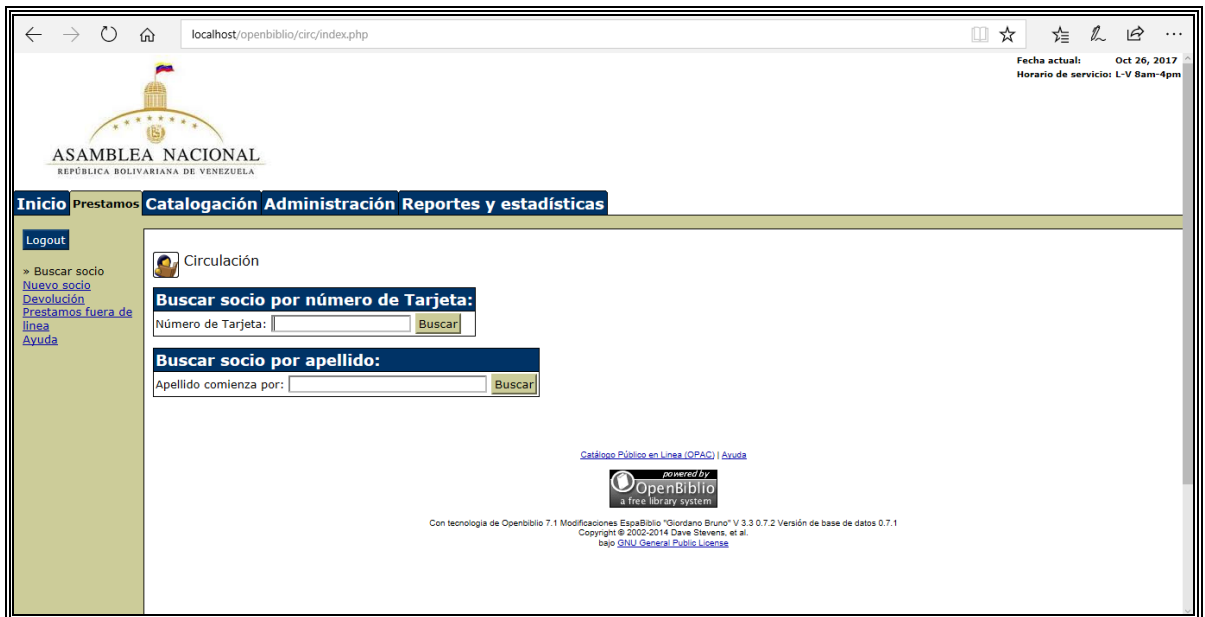 localhost/openbiblio/circ/index.php
Fecha actual: Oct 26, 2017
Horario de servicio: L-V 8am-4pm
ASAMBLEA NACIONAL
REPÚBLICA BOLIVARIANA DE VENEZUELA
Inicio Prestamos Catalogación Administración Reportes y estadísticas
Logout
» Buscar socio
Nuevo socio
Devolución
Prestamos fuera de
linea
Ayuda
Circulación
Buscar socio por número de Tarjeta:
Número de Tarjeta: Buscar
Buscar socio por apellido:
Apellido comienza por: Buscar
Catálogo Público en Linea (OPAC) | Ayuda
powered by
OpenBiblio
a free library system
Con tecnologia de Openbiblio 7.1 Modificaciones EspaBiblio "Giordano Bruno" V 3.3 0.7.2 Versión de base de datos 0.7.1
Copyright © 2002-2014 Dave Stevens, et al.
bajo GNU General Public License